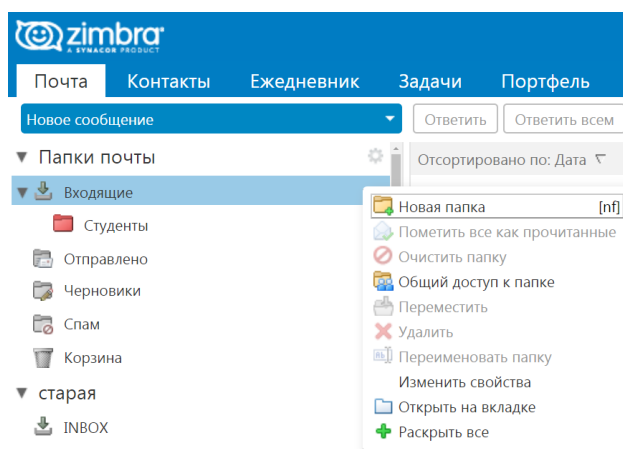 zimbra
A SYNACOR PRODUCT
Почта Контакты Ежедневник Задачи Портфель
Новое сообщение Ответить Ответить всем
Папки почты Отсортировано по: Дата
Входящие
Студенты
Отправлено
Черновики
Спам
Корзина
старая
INBOX
Новая папка [nf]
Пометить все как прочитанные
Очистить папку
Общий доступ к папке
Переместить
Удалить
Переименовать папку
Изменить свойства
Открыть на вкладке
Раскрыть все